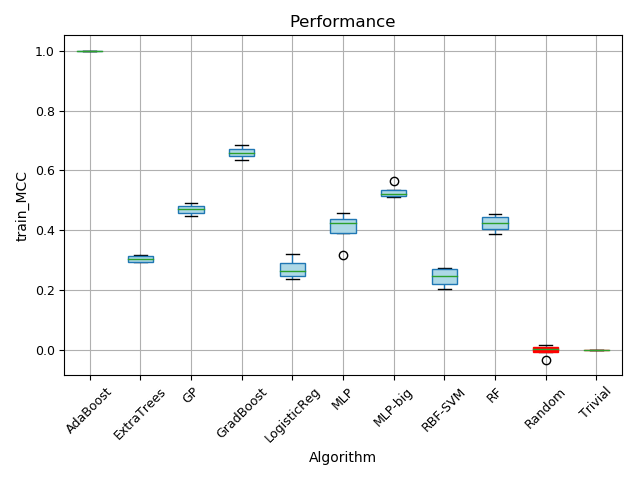 Performance
train_MCC
1.0
0.8
0.6
0.4
0.2
0.0
AdaBoost
ExtraTrees
GP
GradBoost
LogisticReg
MLP
MLP-big
RBF-SVM
RF
Random
Trivial
Algorithm